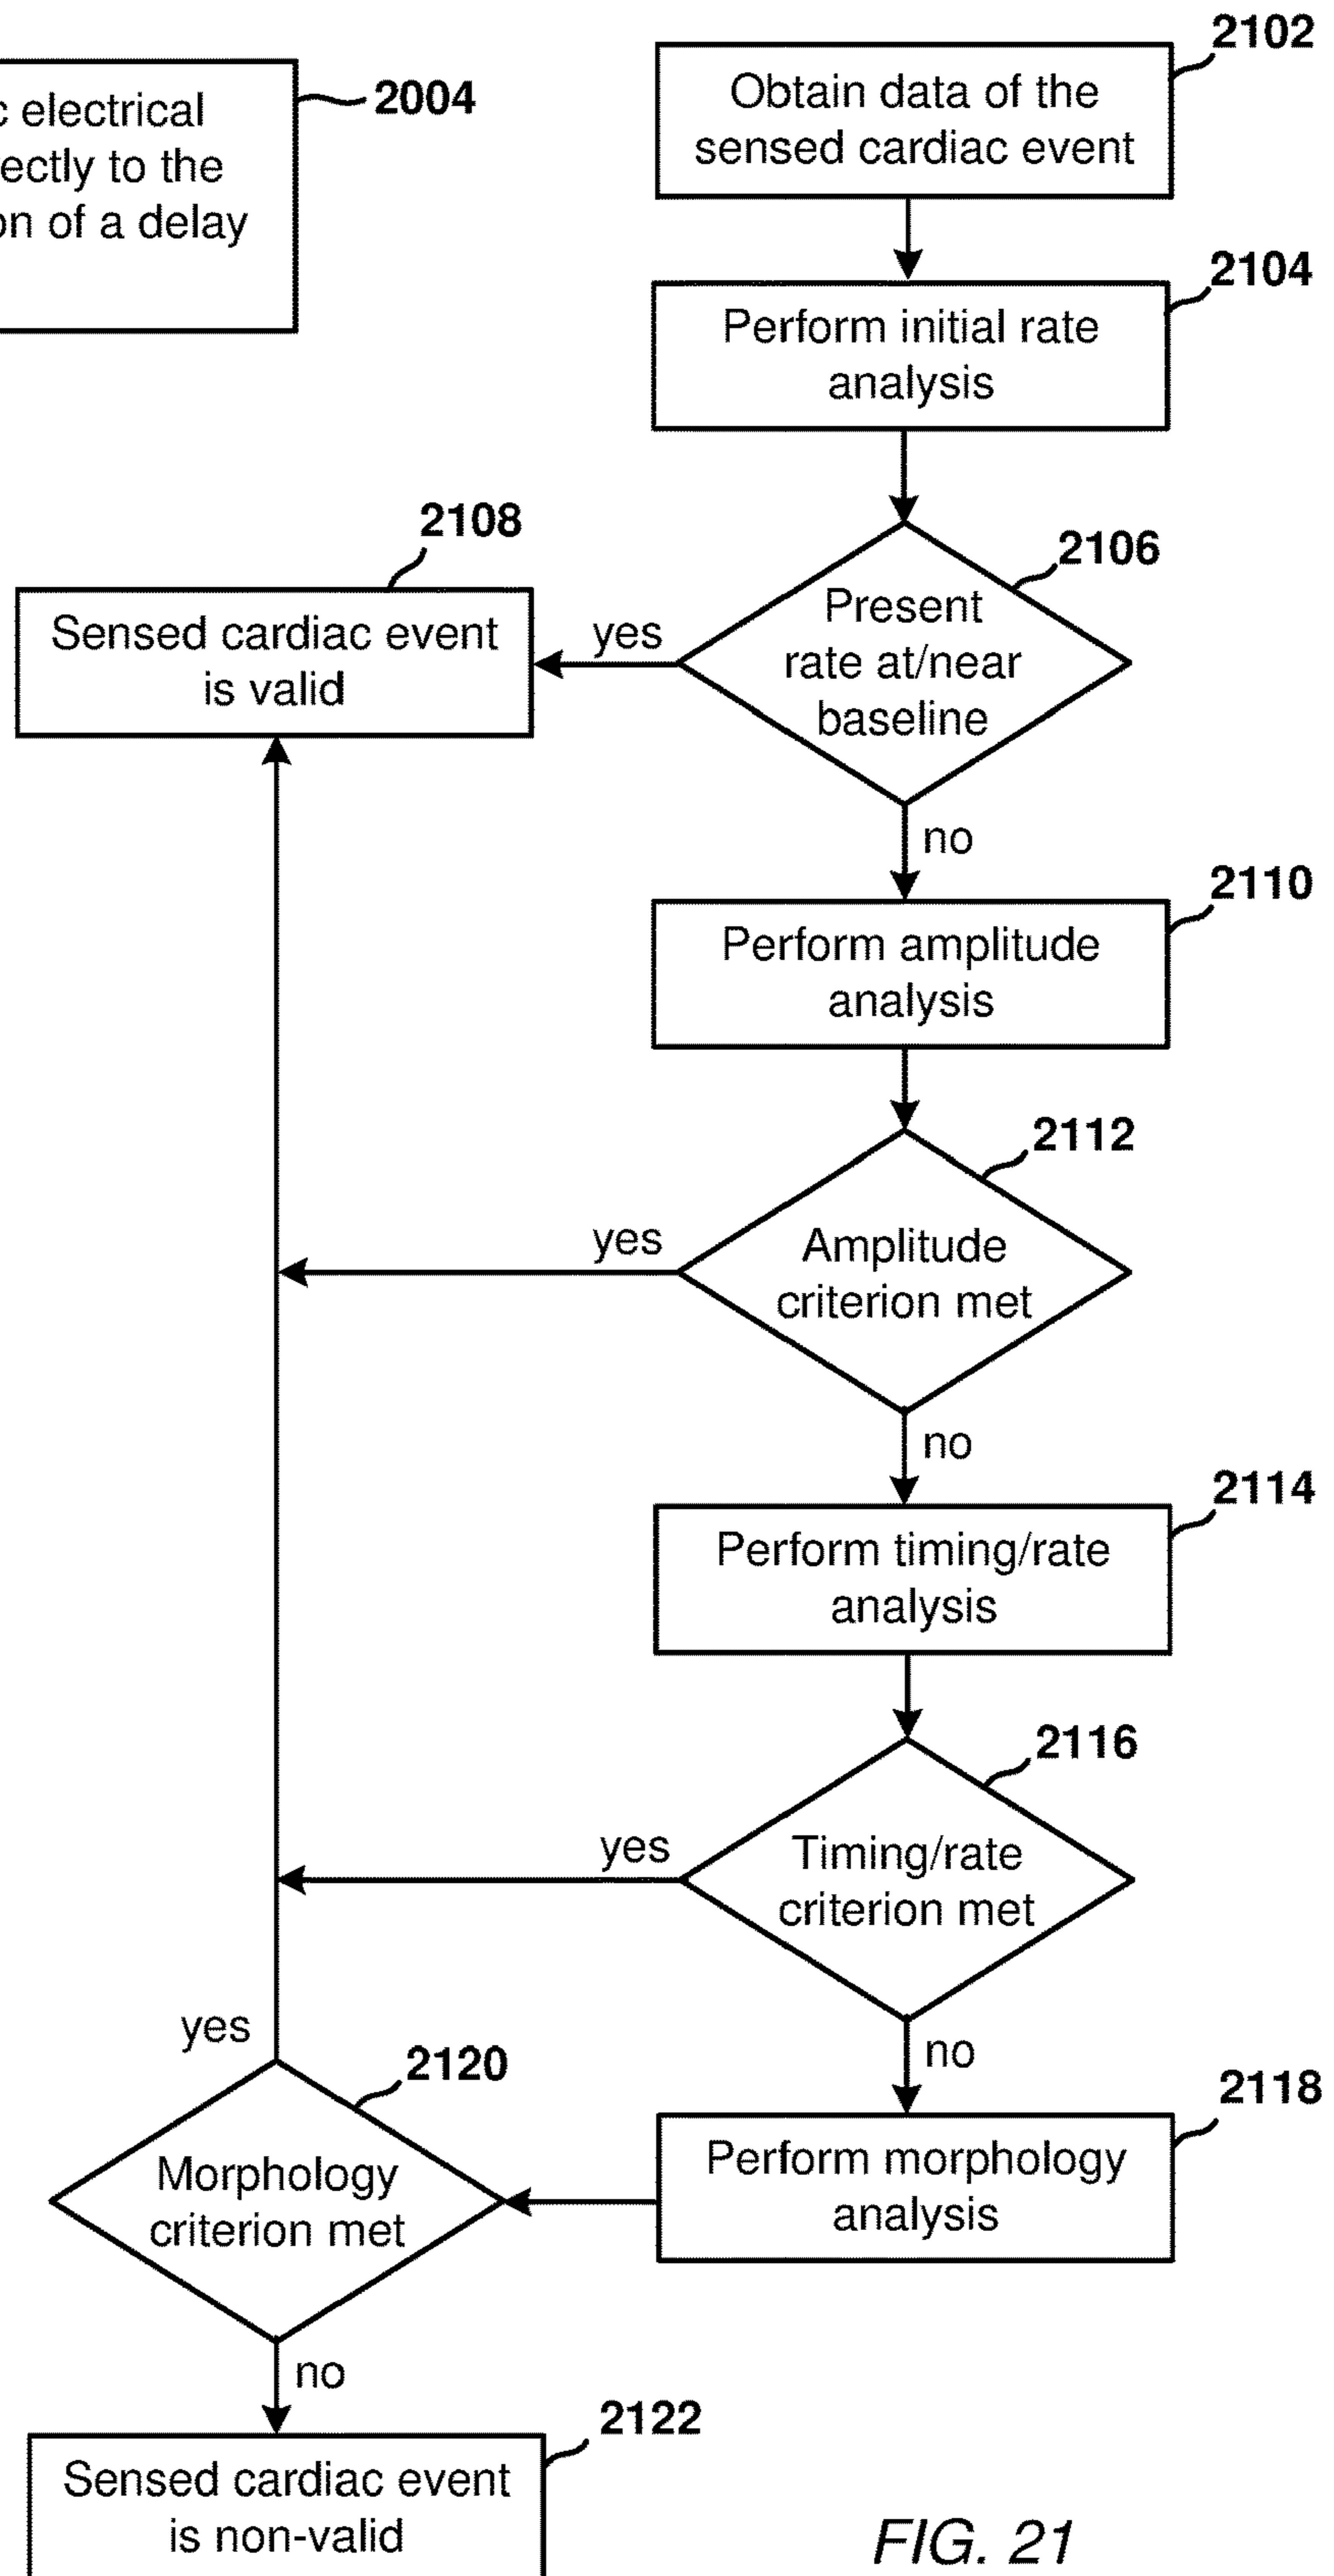 2102
Obtain data of the
sensed cardiac event
c electrical
ectly to the
on of a delay
2004
2104
Perform initial rate
analysis
2106
Present
rate at/near
baseline
yes
2108
Sensed cardiac event
is valid
no
2110
Perform amplitude
analysis
2112
Amplitude
criterion met
yes
no
2114
Perform timing/rate
analysis
2116
Timing/rate
criterion met
yes
no
2118
Perform morphology
analysis
yes
2120
Morphology
criterion met
no
2122
Sensed cardiac event
is non-valid
FIG. 21